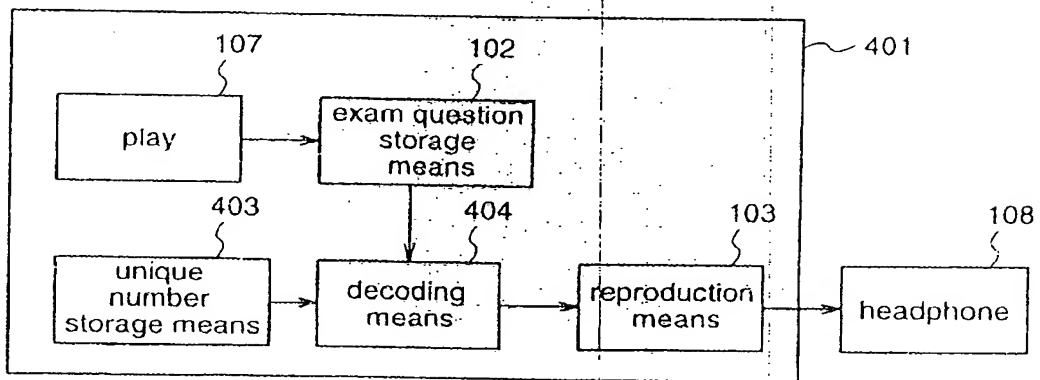 107
102
401
play
exam question
storage
means
403
404
103
108
unique
number
storage means
decoding
means
reproduction
means
headphone